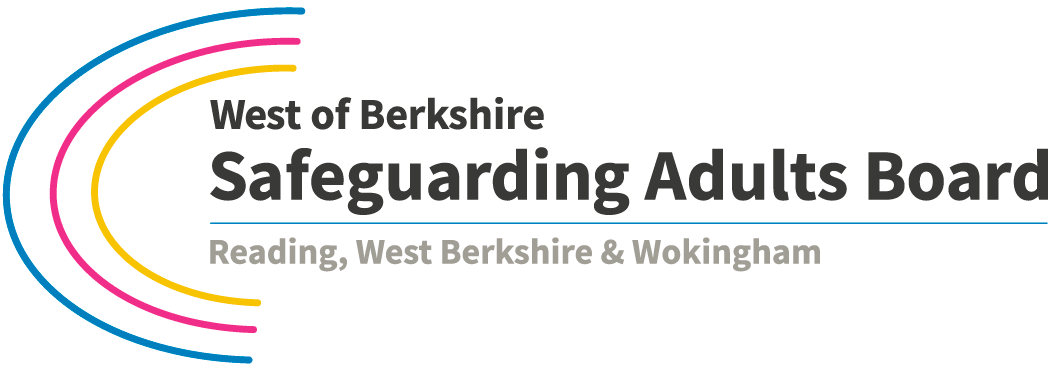 West of Berkshire
Safeguarding Adults Board
Reading, West Berkshire & Wokingham